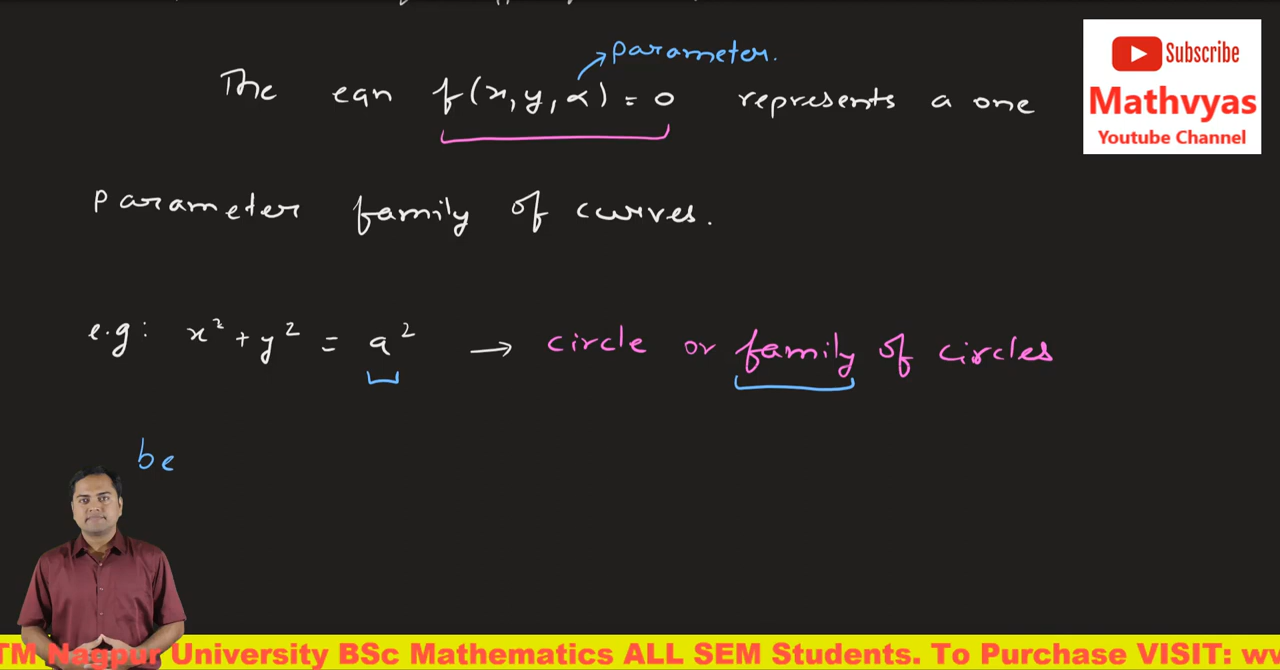 parameter.
The eqn f(x, y, α) = 0 represents a one
parameter family of curves.
e.g: x² + y² = a² → circle or family of circles
be
Subscribe
Mathvyas
Youtube Channel
TM Nagpur University BSc Mathematics ALL SEM Students. To Purchase VISIT: w